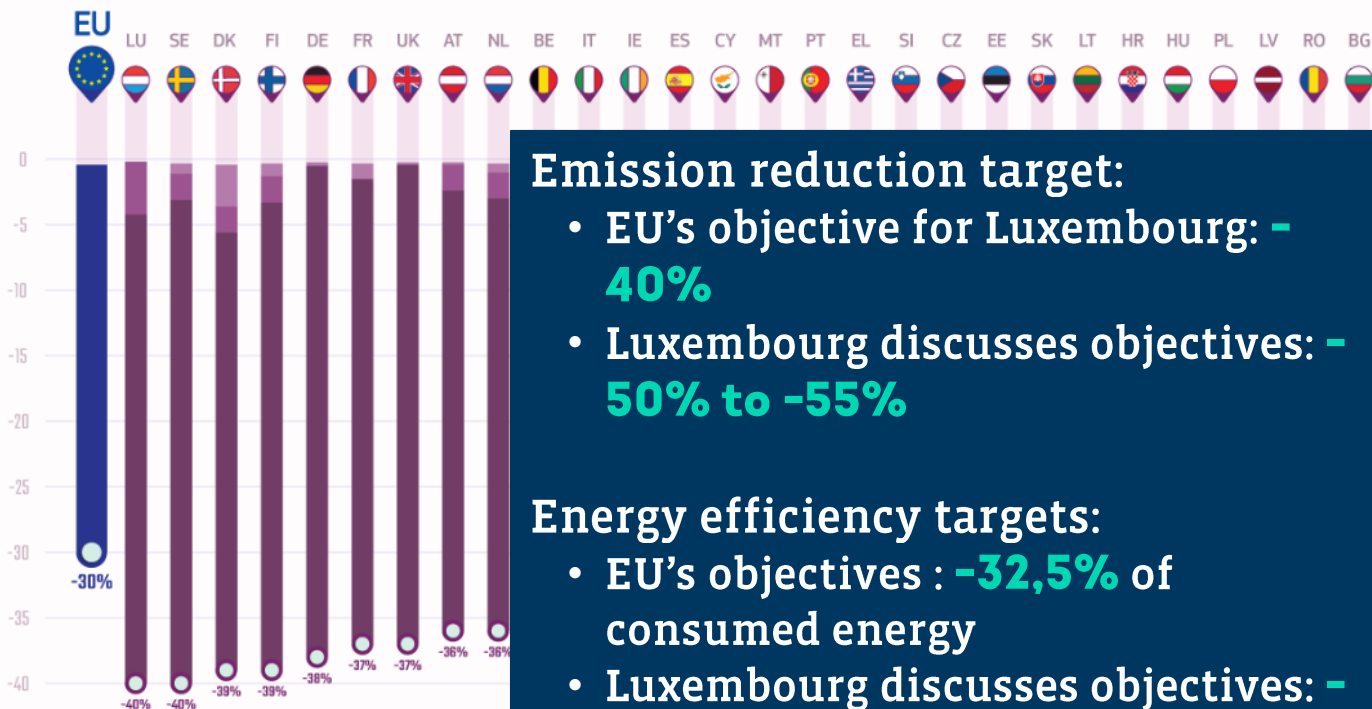 EU
LU SE DK FI DE FR UK AT NL BE IT IE ES CY MT PT EL SI CZ EE SK LT HR HU PL LV RO BG
0
-5
-10
-15
-20
-25
-30
-35
-40
-30%
-40%
-40%
-39%
-39%
-38%
-37%
-37%
-36%
-36%
Emission reduction target:
• EU’s objective for Luxembourg: -
40%
• Luxembourg discusses objectives: -
50% to -55%
Energy efficiency targets:
• EU’s objectives : -32,5% of
consumed energy
• Luxembourg discusses objectives: -